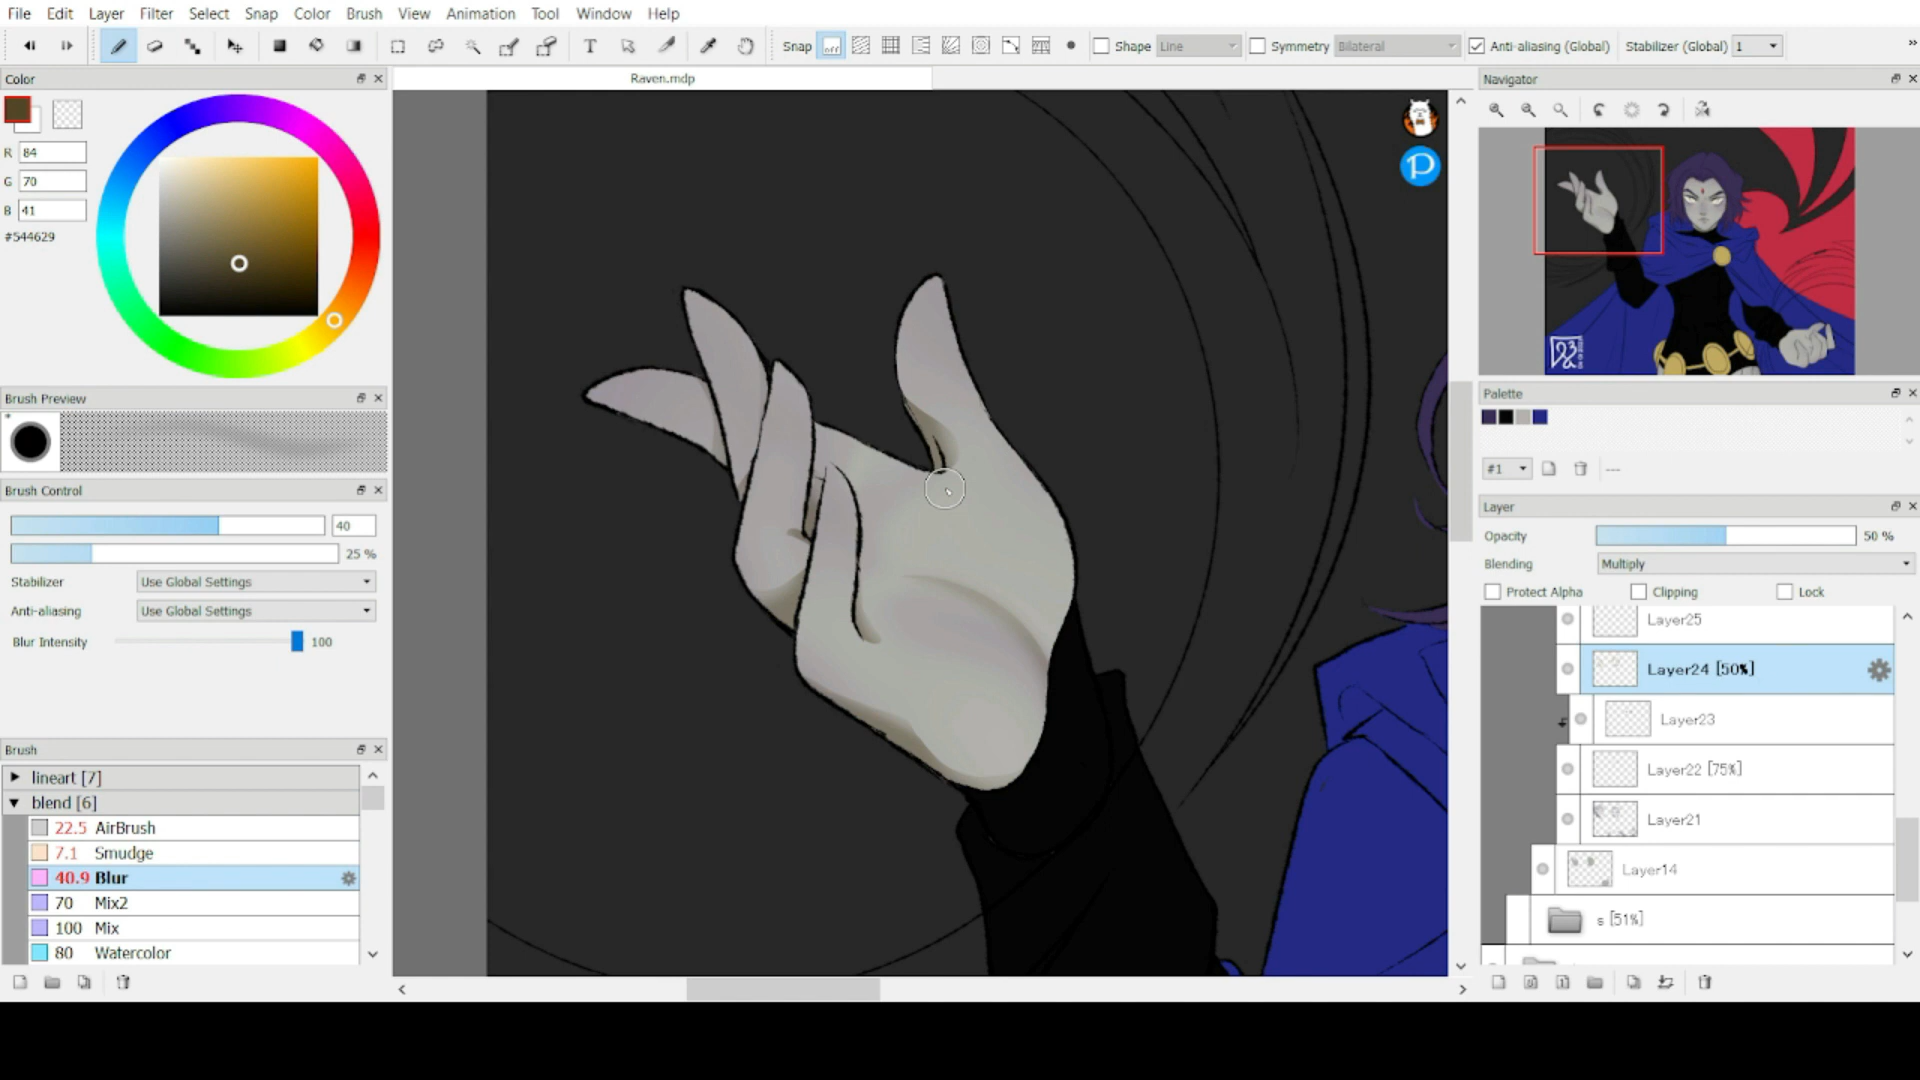 File Edit Layer Filter Select Snap Color Brush View Animation Tool Window Help
Snap off Shape Line Symmetry Bilateral Anti-aliasing (Global) Stabilizer (Global) 1
Color
Raven.mdp
Navigator
R 84
G 70
B 41
#544629
Brush Preview
Palette
#1 ---
Brush Control
40
25 %
Stabilizer Use Global Settings
Anti-aliasing Use Global Settings
Blur Intensity 100
Layer
Opacity 50 %
Blending Multiply
Protect Alpha Clipping Lock
Layer25
Layer24 [50%]
Layer23
Layer22 [75%]
Layer21
Layer14
s [51%]
Brush
lineart [7]
blend [6]
22.5 AirBrush
7.1 Smudge
40.9 Blur
70 Mix2
100 Mix
80 Watercolor